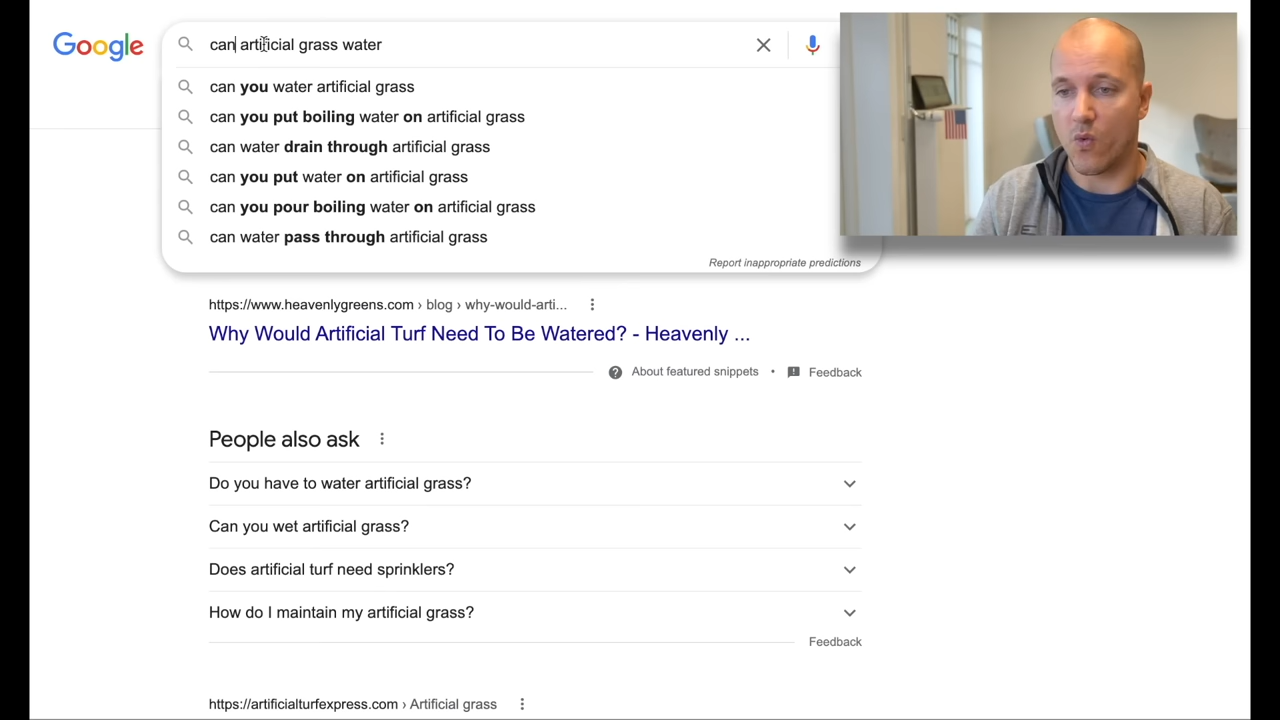 Google
can artificial grass water
can you water artificial grass
can you put boiling water on artificial grass
can water drain through artificial grass
can you put water on artificial grass
can you pour boiling water on artificial grass
can water pass through artificial grass
Report inappropriate predictions
https://www.heavenlygreens.com › blog › why-would-arti...
Why Would Artificial Turf Need To Be Watered? - Heavenly ...
About featured snippets • Feedback
People also ask
Do you have to water artificial grass?
Can you wet artificial grass?
Does artificial turf need sprinklers?
How do I maintain my artificial grass?
Feedback
https://artificialturfexpress.com › Artificial grass